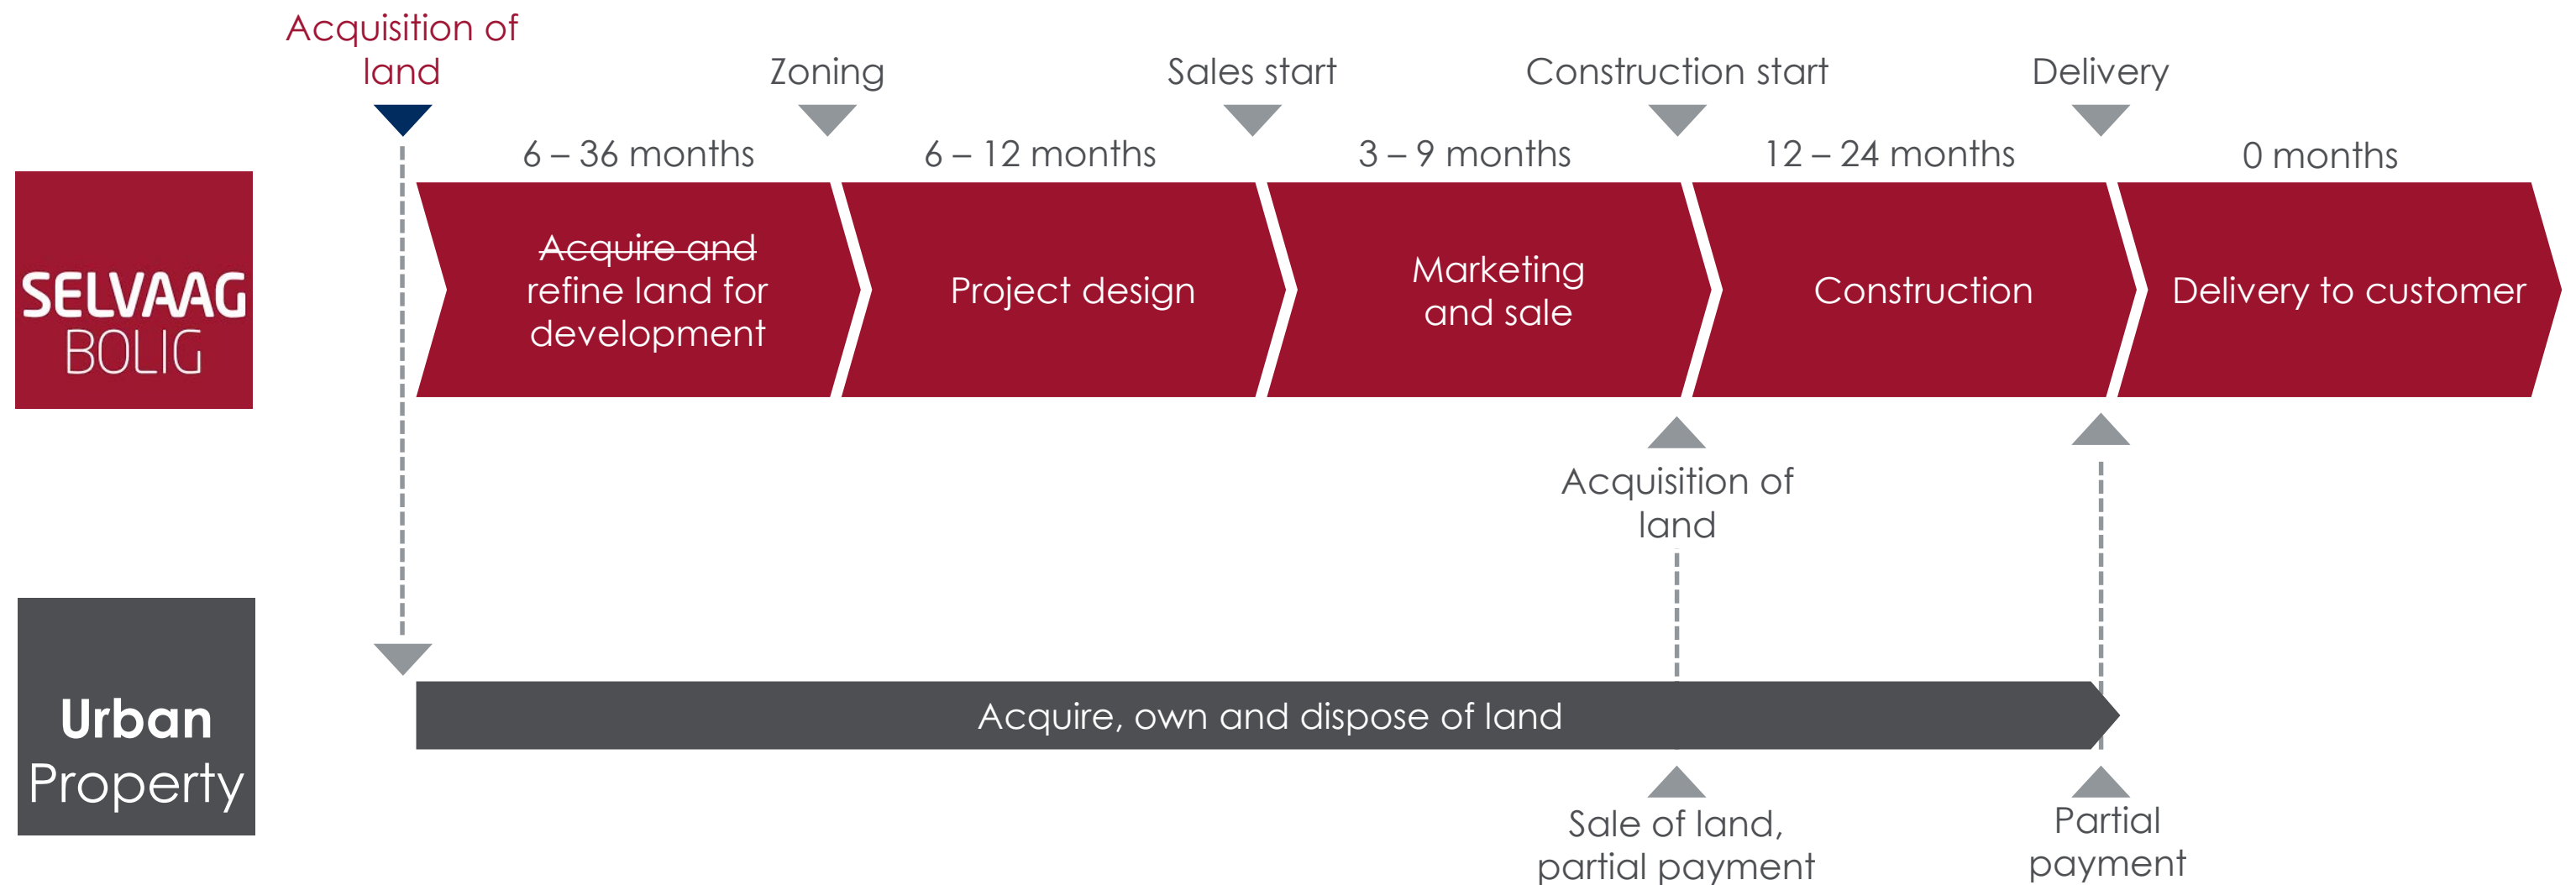 Acquisition of
land
Zoning
Sales start
Construction start
Delivery
6 – 36 months
6 – 12 months
3 – 9 months
12 – 24 months
0 months
SELVAAG
BOLIG
Acquire and
refine land for
development
Project design
Marketing
and sale
Construction
Delivery to customer
Acquisition of
land
Urban
Property
Acquire, own and dispose of land
Sale of land,
partial payment
Partial
payment